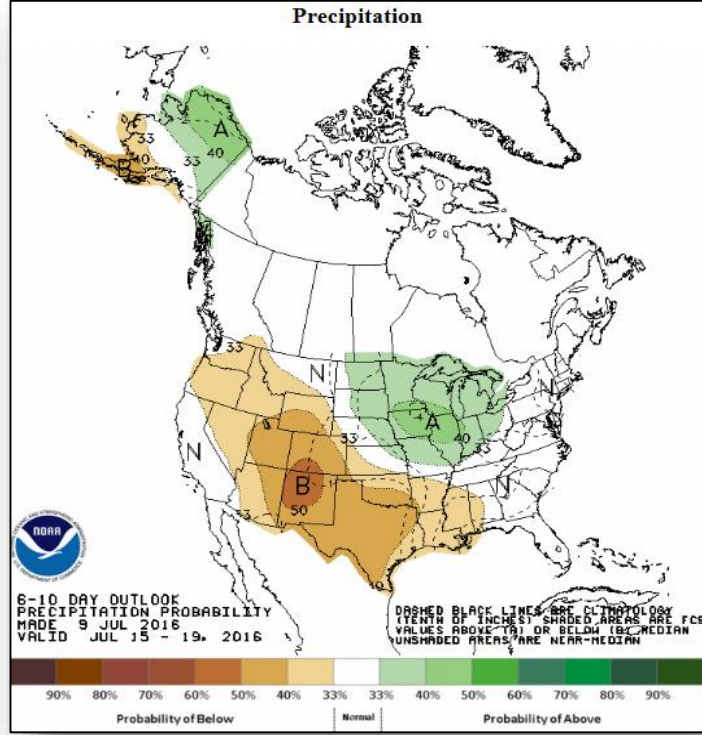 Precipitation
A
33
40
33
40
B
33
N
N
A
40
33
33
N
N
B
50
33
40
NOAA
6-10 DAY OUTLOOK
PRECIPITATION PROBABILITY
MADE 9 JUL 2016
VALID JUL 15 - 19, 2016
DASHED BLACK LINES ARE CLIMATOLOGY
(TENTH OF INCHES) SHADED AREAS ARE FCS
VALUES ABOVE (A) OR BELOW (B) MEDIAN
UNSHADED AREAS ARE NEAR-MEDIAN
90% 80% 70% 60% 50% 40% 33% 33% 40% 50% 60% 70% 80% 90%
Probability of Below Normal Probability of Above